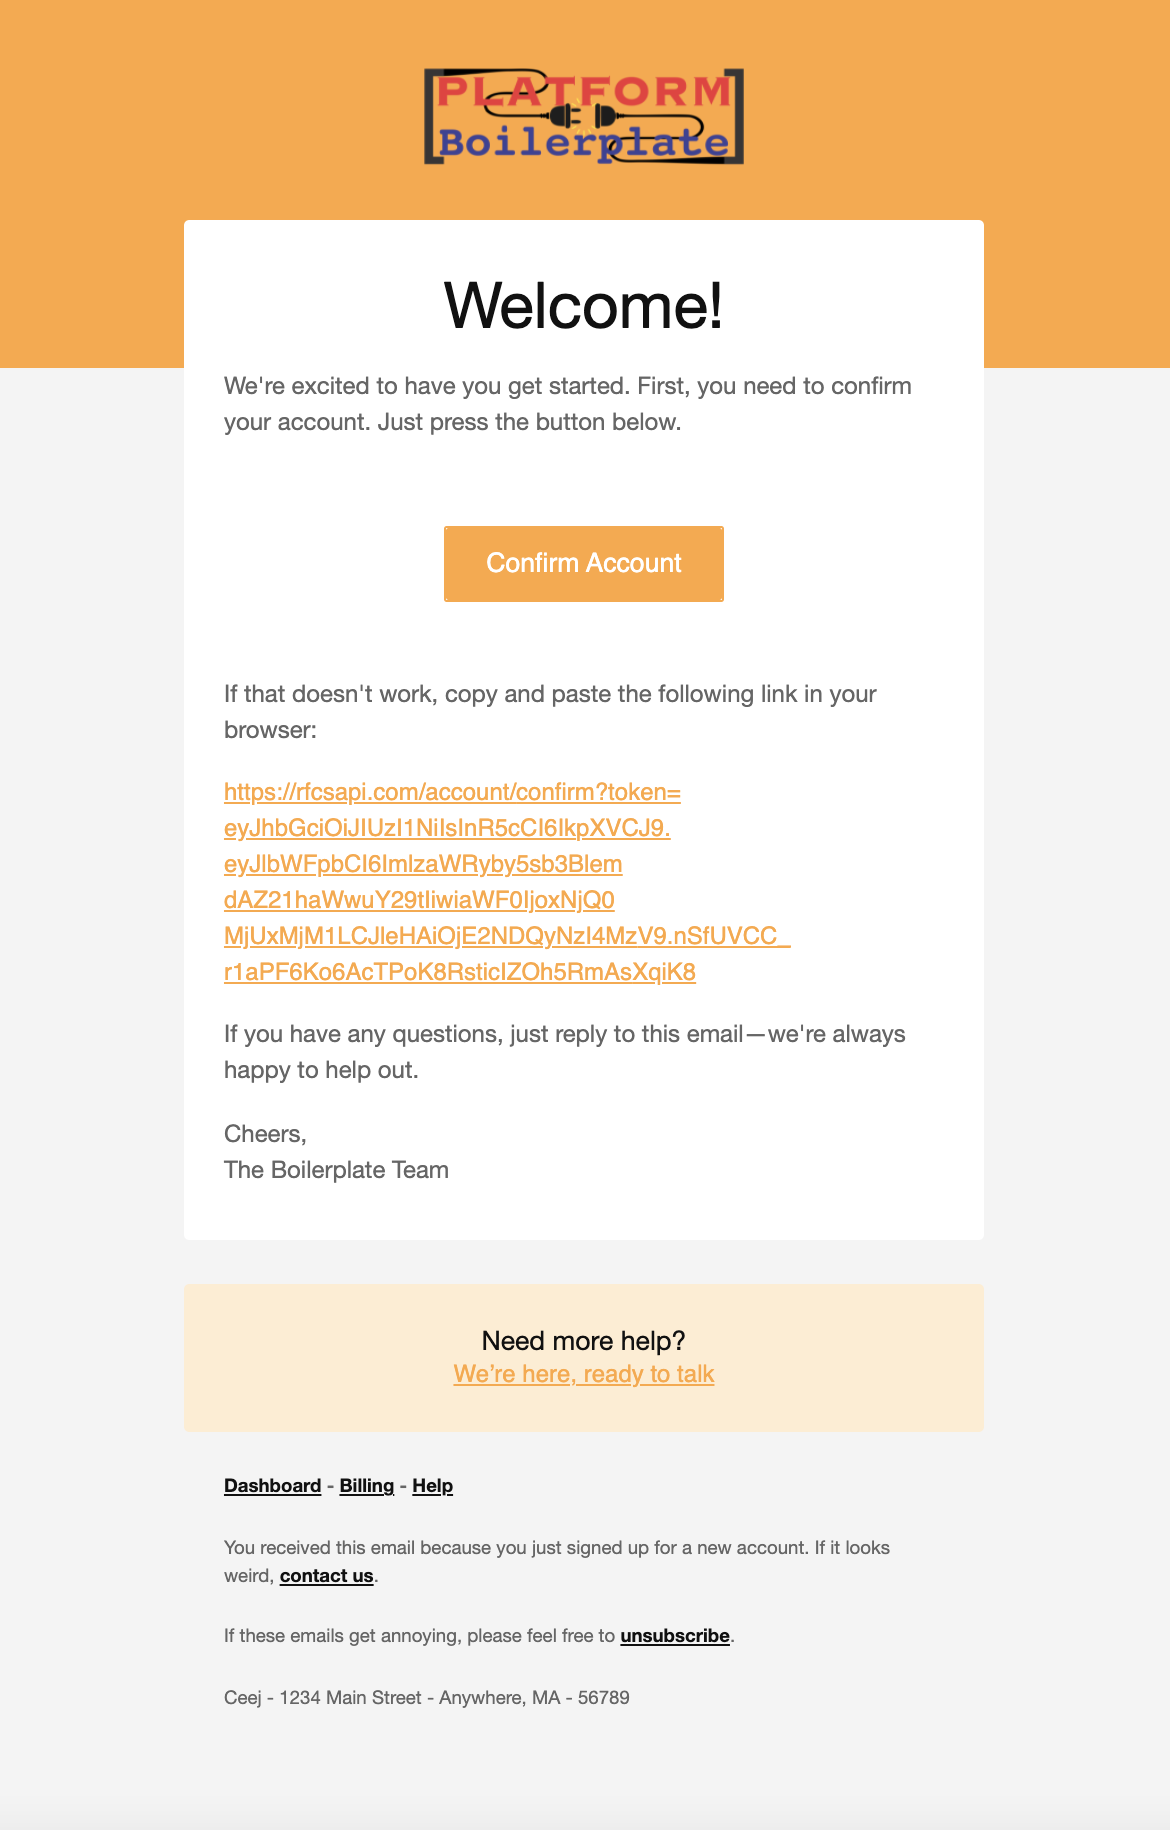 PLATFORM
Boilerplate
Welcome!
We're excited to have you get started. First, you need to confirm
your account. Just press the button below.
Confirm Account
If that doesn't work, copy and paste the following link in your
browser:
https://rfcsapi.com/account/confirm?token=
eyJhbGciOiJIUzI1NiIsInR5cCI6IkpXVCJ9.
eyJlbWFpbCI6ImlzaWRyby5sb3Blem
dAZ21haWwuY29tIiwiaWF0IjoxNjQ0
MjUxMjM1LCJleHAiOjE2NDQyNzI4MzV9.nSfUVCC_
r1aPF6Ko6AcTPoK8RsticIZOh5RmAsXqiK8
If you have any questions, just reply to this email—we're always
happy to help out.
Cheers,
The Boilerplate Team
Need more help?
We’re here, ready to talk
Dashboard - Billing - Help
You received this email because you just signed up for a new account. If it looks
weird, contact us.
If these emails get annoying, please feel free to unsubscribe.
Ceej - 1234 Main Street - Anywhere, MA - 56789